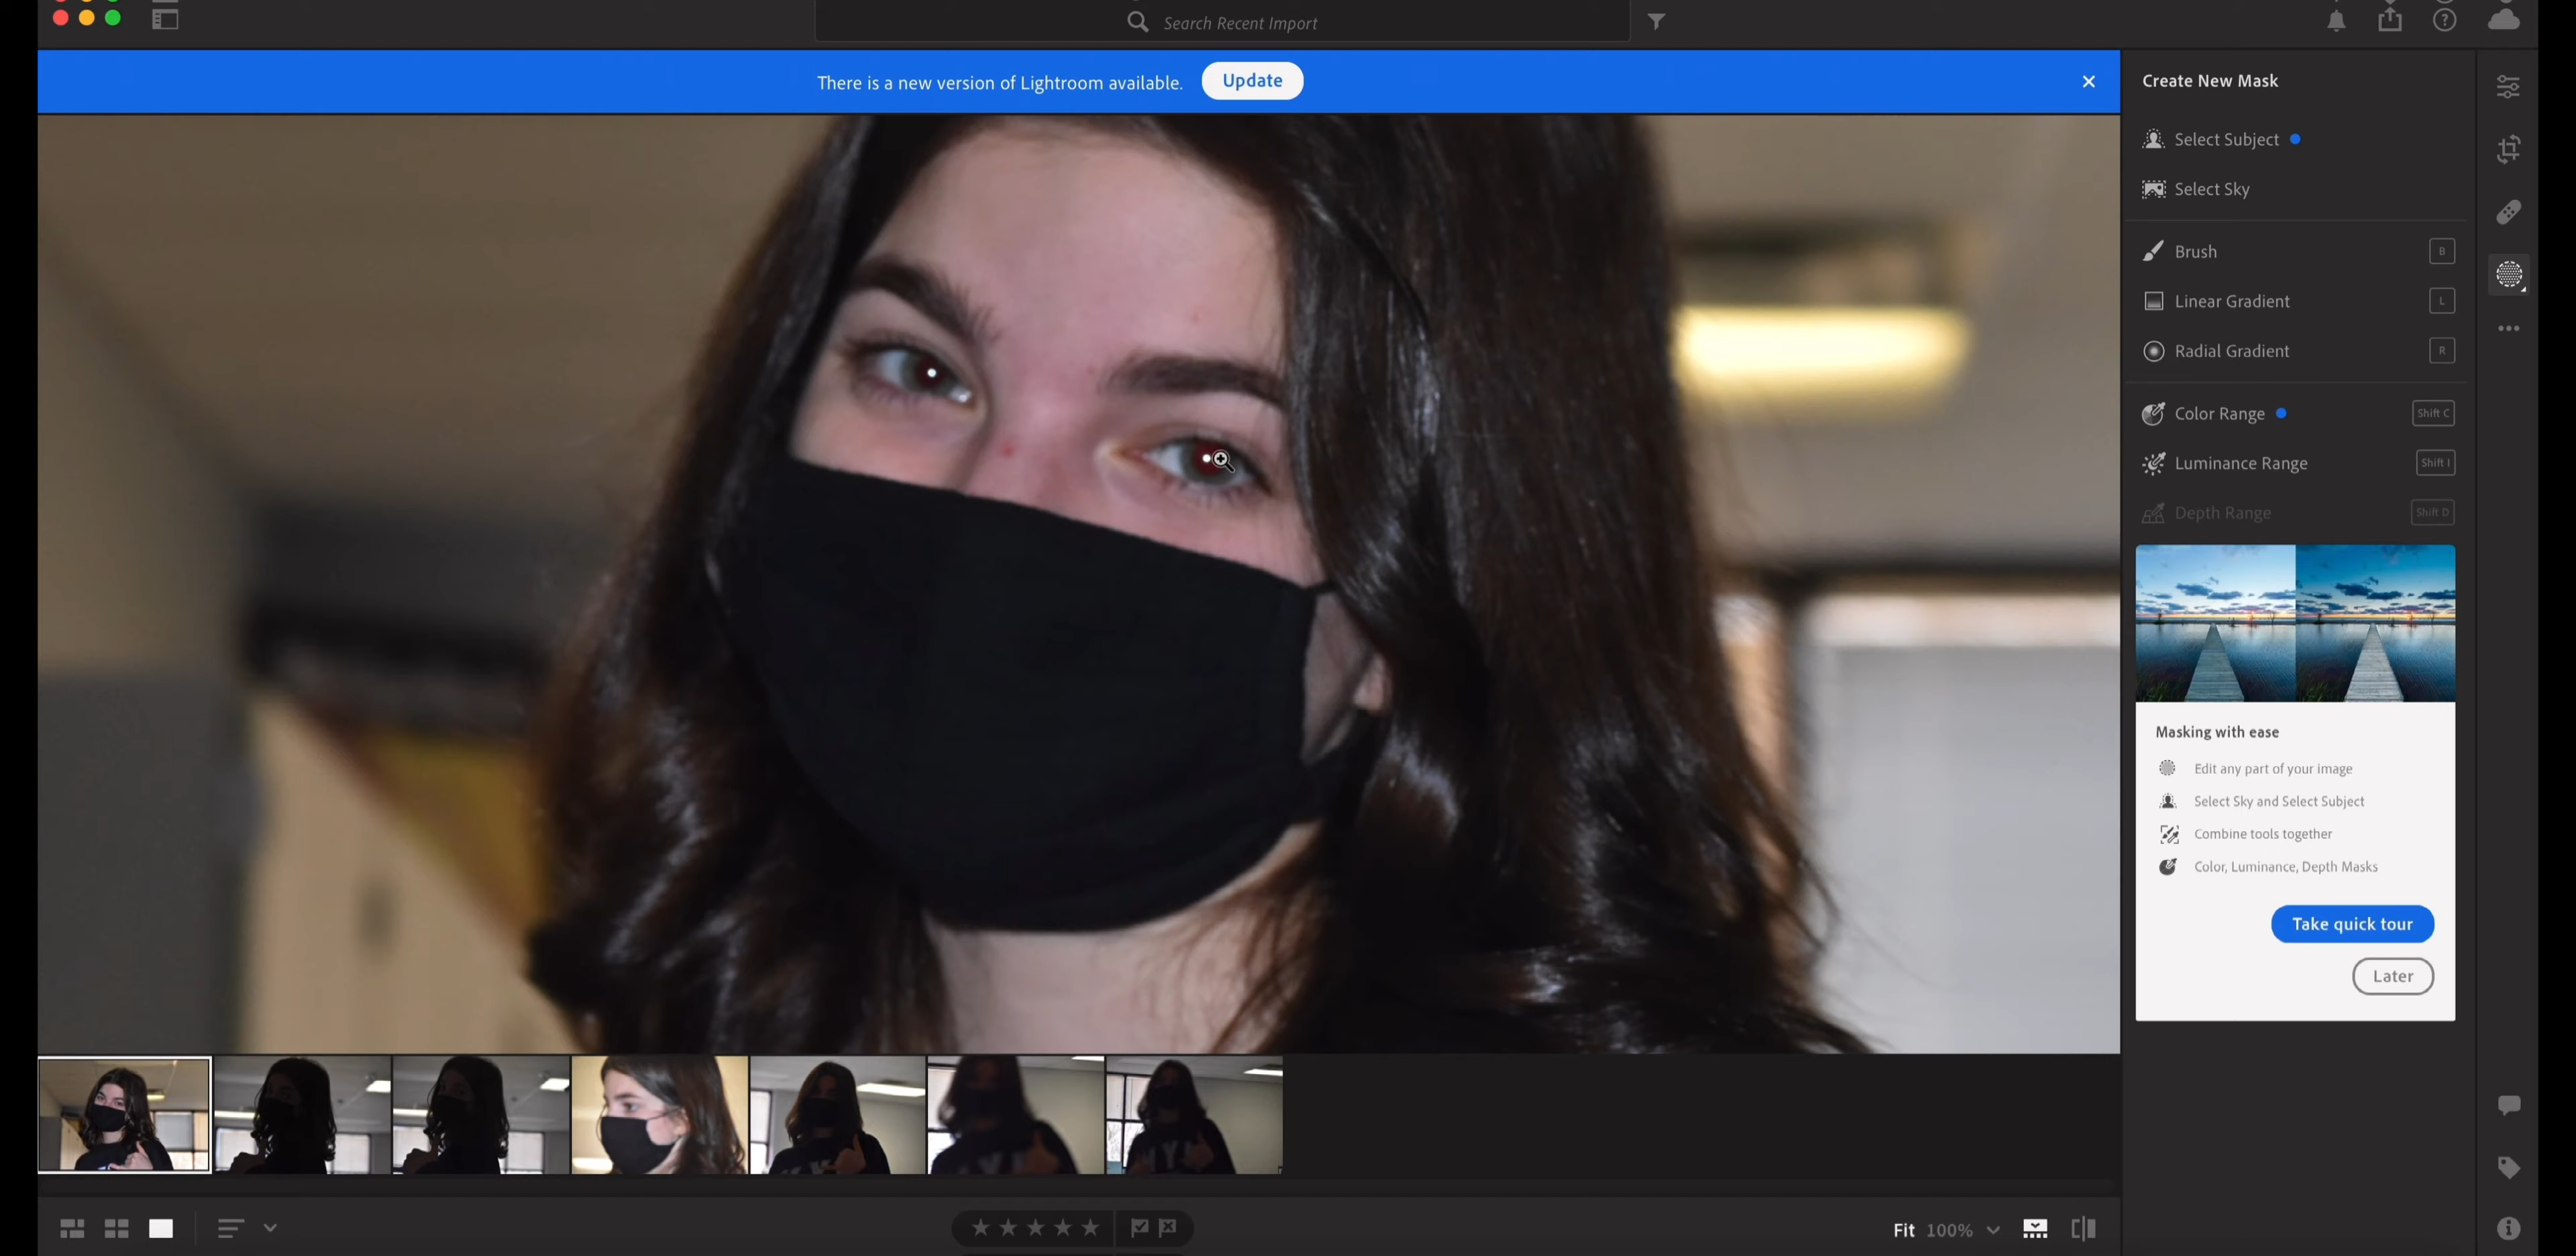 Search Recent Import
There is a new version of Lightroom available.
Update
Create New Mask
Select Subject
Select Sky
Brush B
Linear Gradient L
Radial Gradient R
Color Range Shift C
Luminance Range Shift I
Depth Range Shift D
Masking with ease
Edit any part of your image
Select Sky and Select Subject
Combine tools together
Color, Luminance, Depth Masks
Take quick tour
Later
Fit 100%